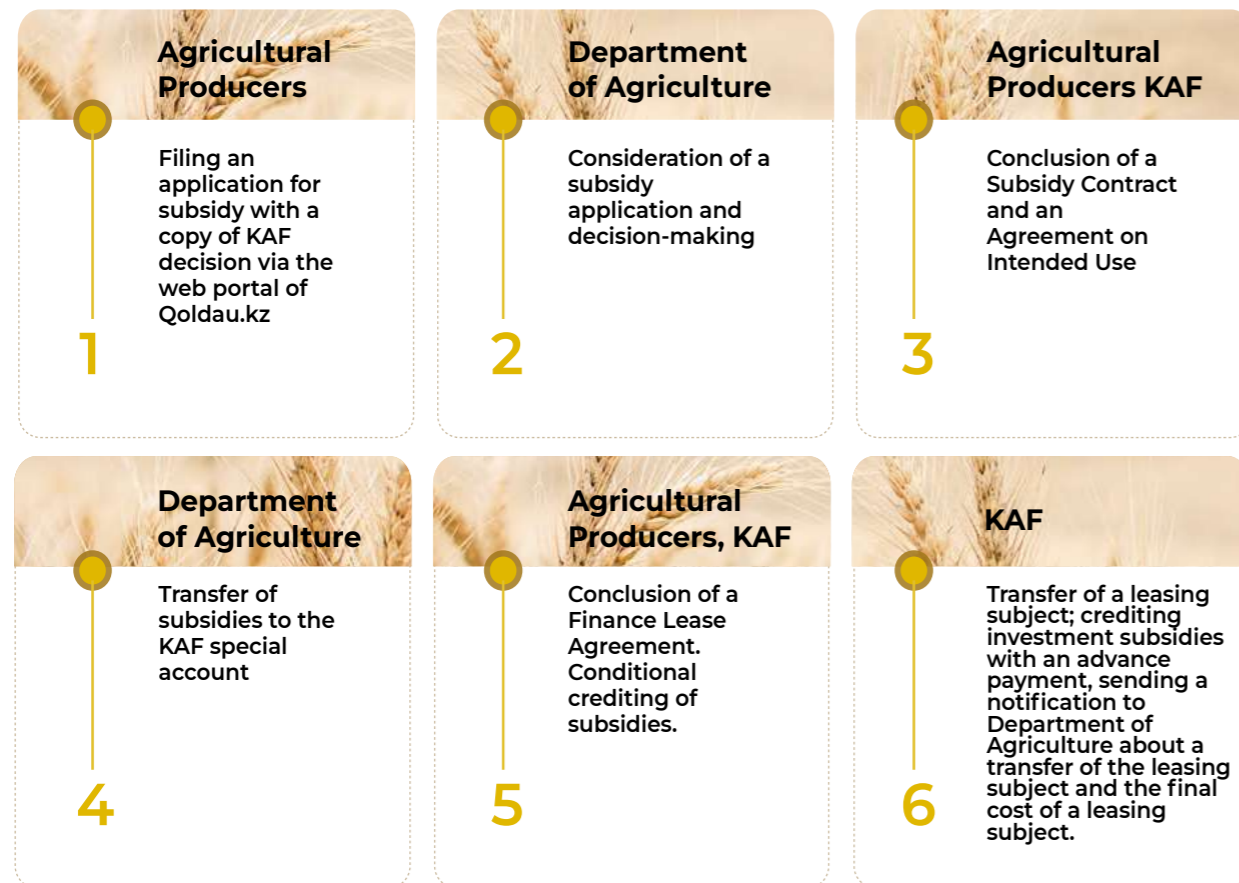 Agricultural
Producers
Filing an
application for
subsidy with a
copy of KAF
decision via the
web portal of
Qoldau.kz
1
Department
of Agriculture
Consideration of a
subsidy
application and
decision-making
2
Agricultural
Producers KAF
Conclusion of a
Subsidy Contract
and an
Agreement on
Intended Use
3
Department
of Agriculture
Transfer of
subsidies to the
KAF special
account
4
Agricultural
Producers, KAF
Conclusion of a
Finance Lease
Agreement.
Conditional
crediting of
subsidies.
5
KAF
Transfer of a leasing
subject; crediting
investment subsidies
with an advance
payment, sending a
notification to
Department of
Agriculture about a
transfer of the leasing
subject and the final
cost of a leasing
subject.
6